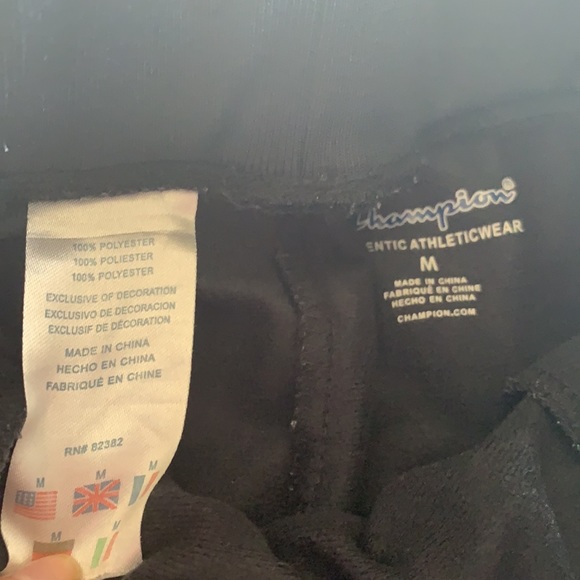 100% POLYESTER
100% POLIESTER
100% POLYESTER
EXCLUSIVE OF DECORATION
EXCLUSIVO DE DECORACION
EXCLUSIF DE DÉCORATION
MADE IN CHINA
HECHO EN CHINA
FABRIQUÉ EN CHINE
RN# 82382
M
M
M
M
M
Champion®
ENTIC ATHLETICWEAR
M
MADE IN CHINA
FABRIQUÉ EN CHINE
HECHO EN CHINA
CHAMPION.COM